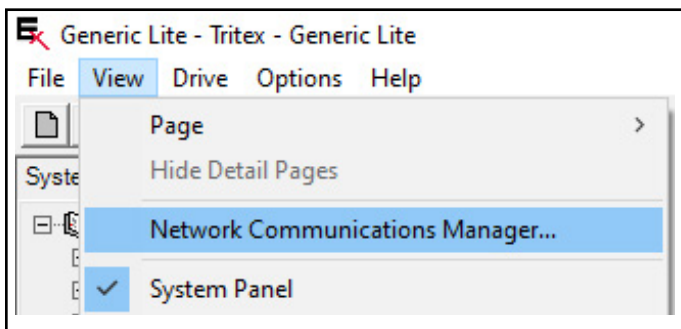 Generic Lite - Tritex - Generic Lite
File View Drive Options Help
Page
Hide Detail Pages
Syste
Network Communications Manager...
System Panel